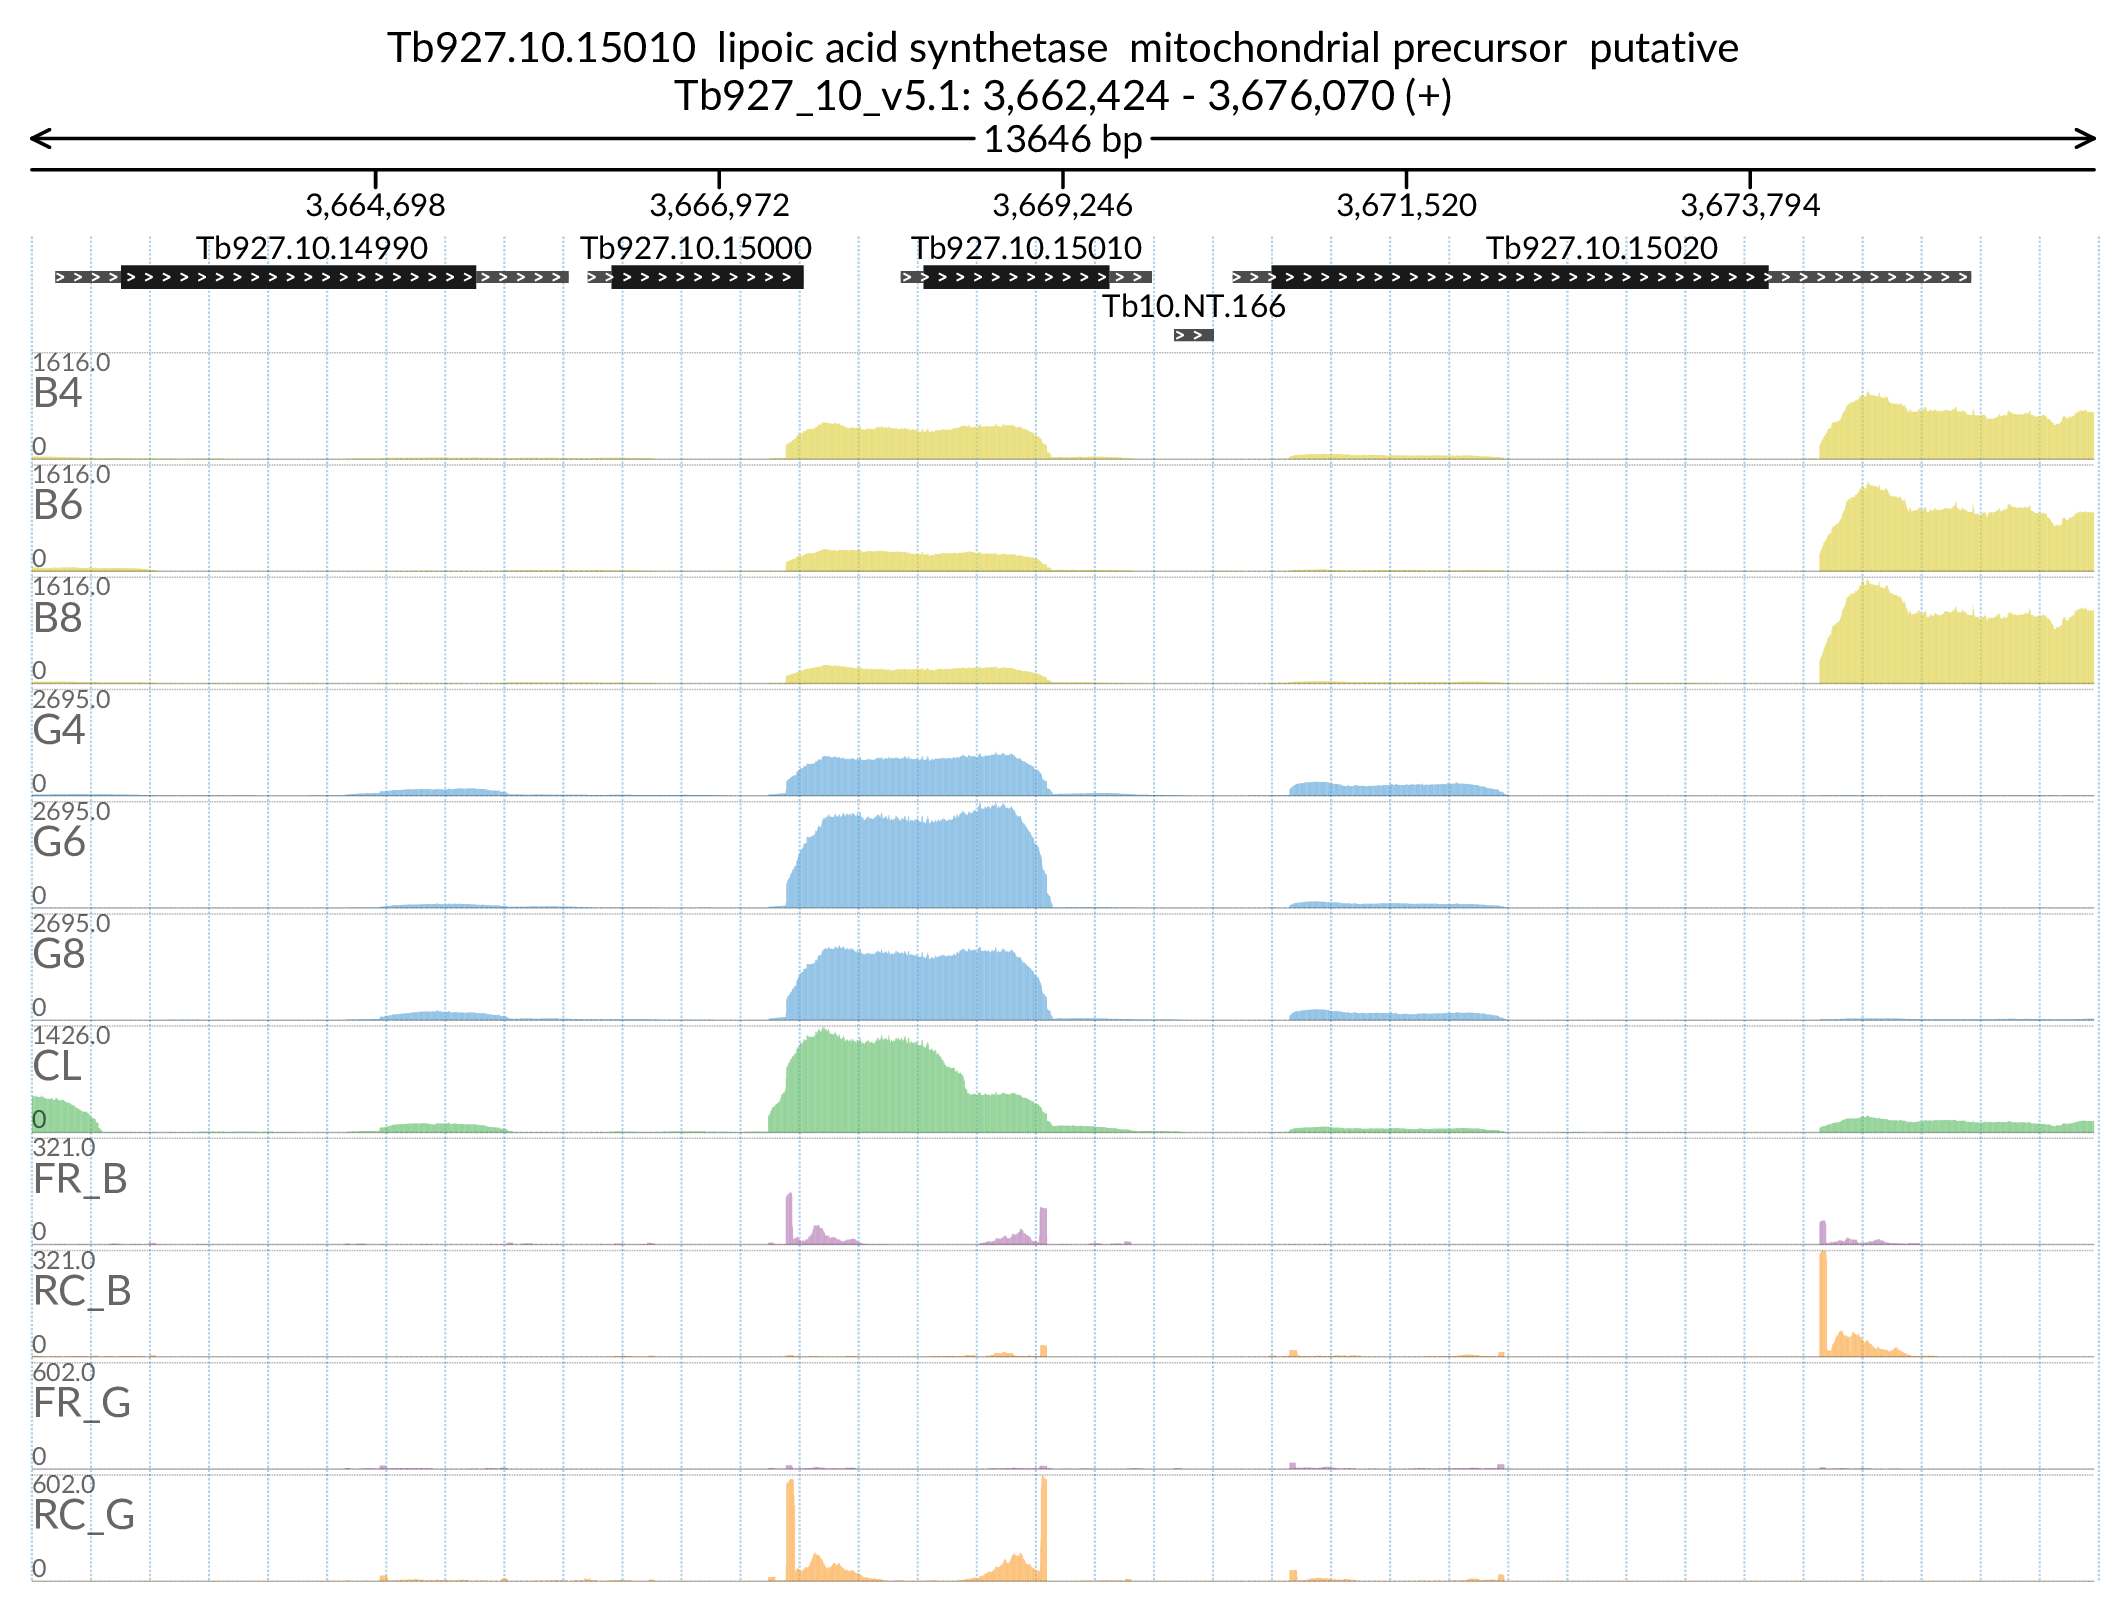 Tb927.10.15010 lipoic acid synthetase mitochondrial precursor putative
Tb927_10_v5.1: 3,662,424 - 3,676,070 (+)
13646 bp
3,664,698 3,666,972 3,669,246 3,671,520 3,673,794
Tb927.10.14990 Tb927.10.15000 Tb927.10.15010 Tb927.10.15020
Tb10.NT.166
1616.0
B4
0
1616.0
B6
0
1616.0
B8
0
2695.0
G4
0
2695.0
G6
0
2695.0
G8
0
1426.0
CL
0
321.0
FR_B
0
321.0
RC_B
0
602.0
FR_G
0
602.0
RC_G
0